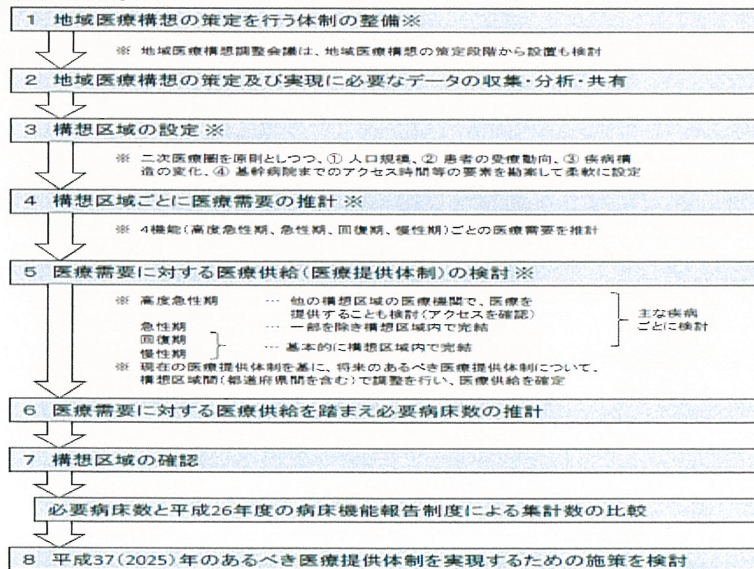 1 地域医療構想の策定を行う体制の整備※
※ 地域医療構想調整会議は、地域医療構想の策定段階から設置も検討
2 地域医療構想の策定及び実現に必要なデータの収集・分析・共有
3 構想区域の設定※
※ 二次医療圏を原則としつつ、① 人口規模、② 患者の受療動向、③ 疾病構
造の変化、④ 基幹病院までのアクセス時間等の要素を勘案して柔軟に設定
4 構想区域ごとに医療需要の推計※
※ 4機能(高度急性期、急性期、回復期、慢性期)ごとの医療需要を推計
5 医療需要に対する医療供給(医療提供体制)の検討※
※ 高度急性期 … 他の構想区域の医療機関で、医療を
提供することも検討(アクセスを確認)
急性期 … 一部を除き構想区域内で完結
回復期
慢性期 … 基本的に構想区域内で完結
主な疾病
ごとに検討
※ 現在の医療提供体制を基に、将来のあるべき医療提供体制について、
構想区域間(都道府県間を含む)で調整を行い、医療供給を確定
6 医療需要に対する医療供給を踏まえ必要病床数の推計
7 構想区域の確認
必要病床数と平成26年度の病床機能報告制度による集計数の比較
8 平成37(2025)年のあるべき医療提供体制を実現するための施策を検討